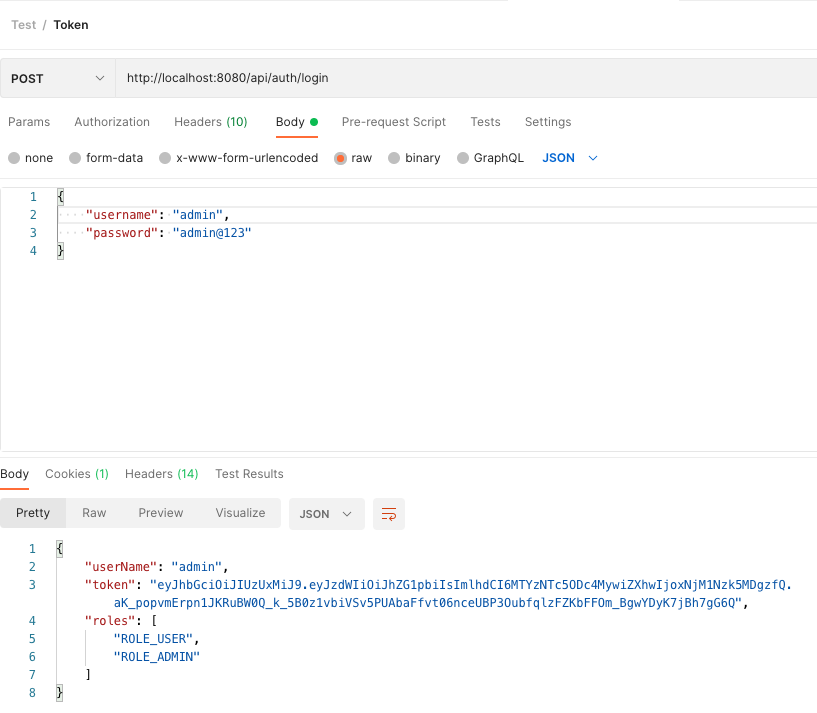 Test / Token
POST http://localhost:8080/api/auth/login
Params Authorization Headers (10) Body Pre-request Script Tests Settings
none form-data x-www-form-urlencoded raw binary GraphQL JSON
1 {
2 "username": "admin",
3 "password": "admin@123"
4 }
Body Cookies (1) Headers (14) Test Results
Pretty Raw Preview Visualize JSON
1 {
2 "userName": "admin",
3 "token": "eyJhbGciOiJIUzUxMiJ9.eyJzdWIiOiJhZG1pbiIsImlhdCI6MTYzNTc5ODc4MywiZXhwIjoxNjM1Nzk5MDgzfQ.
aK_popvmErpn1JKRuBW0Q_k_5B0z1vbiVSv5PUAbaFfvt06nceUBP3OubfqlzFZKbFFOm_BgwYDyK7jBh7gG6Q",
4 "roles": [
5 "ROLE_USER",
6 "ROLE_ADMIN"
7 ]
8 }